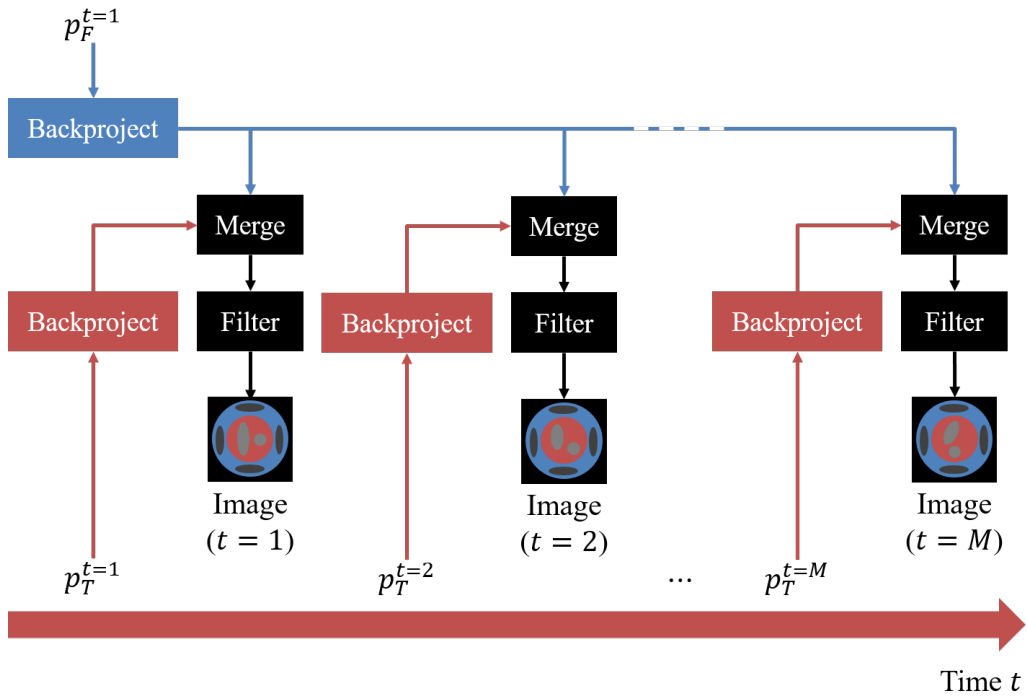 p_F^{t=1}
Backproject
Merge
Merge
Merge
Backproject
Filter
Backproject
Filter
Backproject
Filter
Image
(t = 1)
Image
(t = 2)
Image
(t = M)
p_T^{t=1}
p_T^{t=2}
...
p_T^{t=M}
Time t